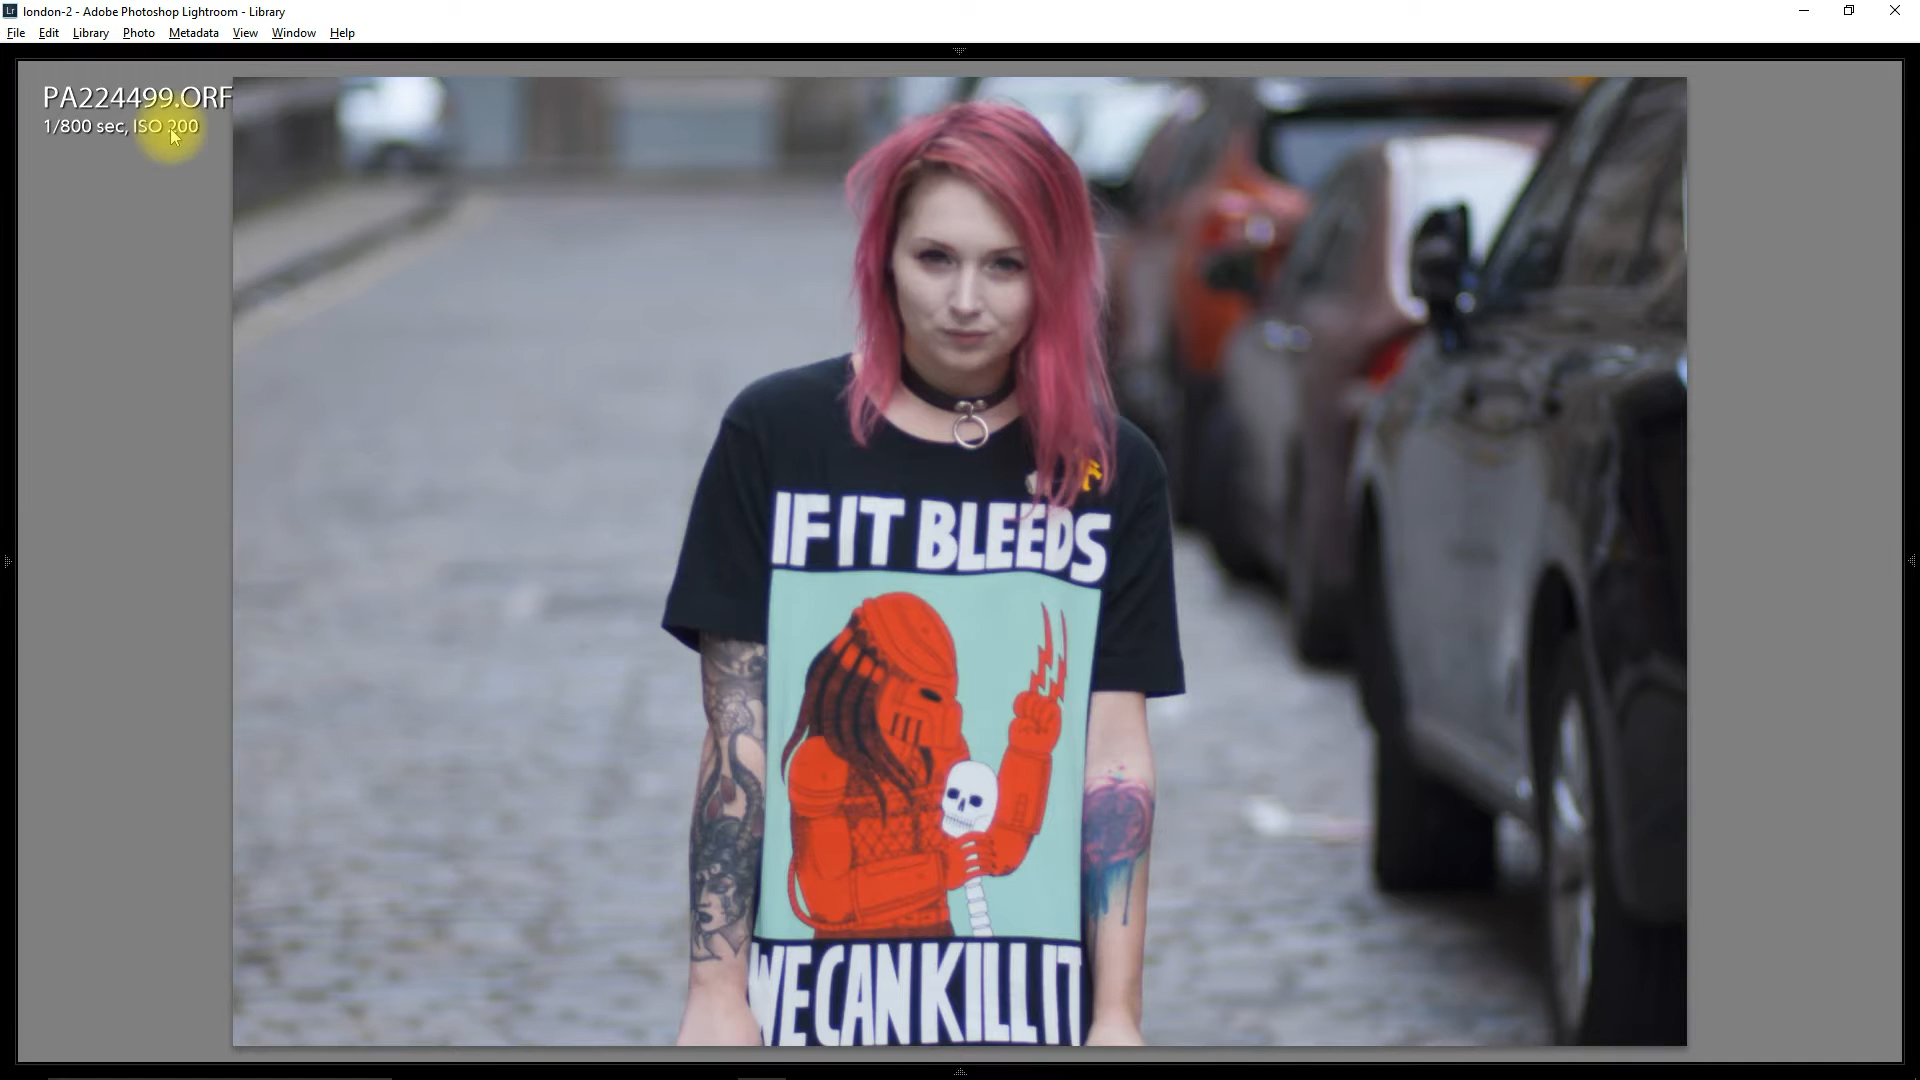 london-2 - Adobe Photoshop Lightroom - Library
File Edit Library Photo Metadata View Window Help
PA224499.ORF
1/800 sec, ISO 200
IF IT BLEEDS
WE CAN KILL IT